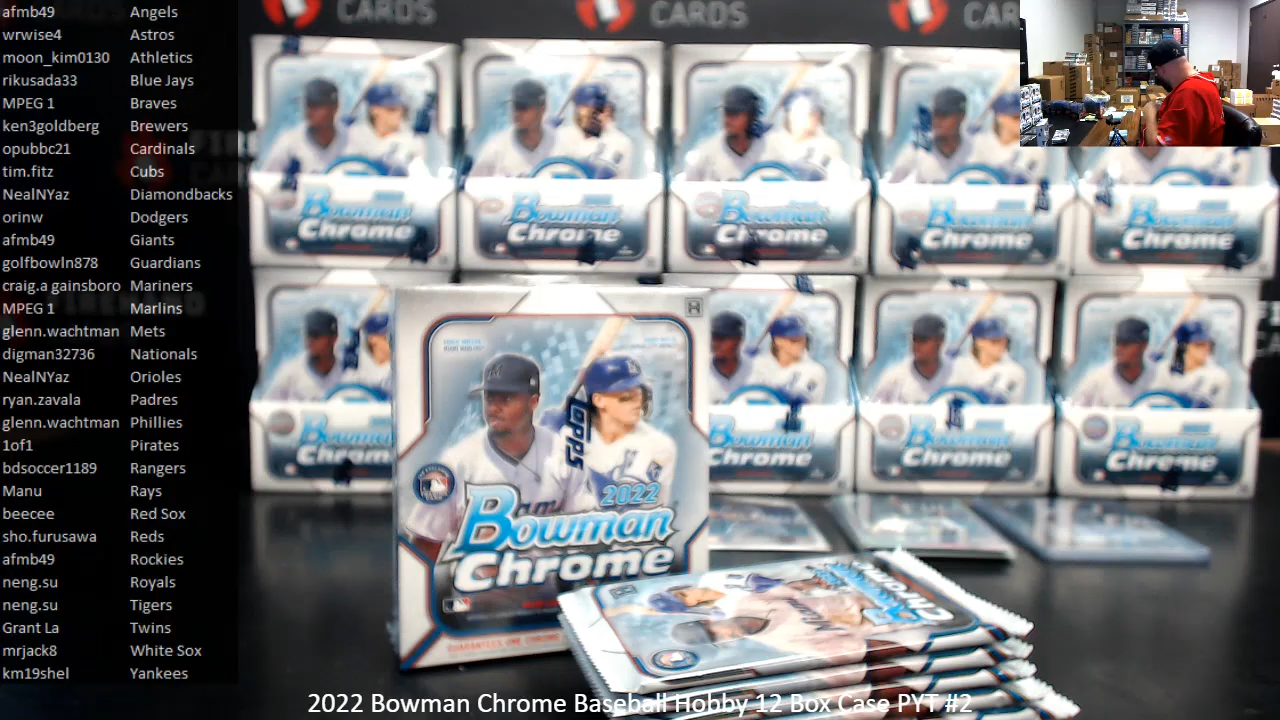 afmb49 Angels
wrwise4 Astros
moon_kim0130 Athletics
rikusada33 Blue Jays
MPEG 1 Braves
ken3goldberg Brewers
opubbc21 Cardinals
tim.fitz Cubs
NealNYaz Diamondbacks
orinw Dodgers
afmb49 Giants
golfbowln878 Guardians
craig.a gainsboro Mariners
MPEG 1 Marlins
glenn.wachtman Mets
digman32736 Nationals
NealNYaz Orioles
ryan.zavala Padres
glenn.wachtman Phillies
1of1 Pirates
bdsoccer1189 Rangers
Manu Rays
beecee Red Sox
sho.furusawa Reds
afmb49 Rockies
neng.su Royals
neng.su Tigers
Grant La Twins
mrjack8 White Sox
km19shel Yankees
CARDS
CARDS
CAR
Bowman
Chrome
Bowman
Chrome
Bowman
Chrome
Bowman
Chrome
Bowman
Chrome
Bowman
Chrome
Bowman
Chrome
Bowman
Chrome
Bowman
Chrome
topps
2022
Bowman
Chrome
CHROME
2022 Bowman Chrome Baseball Hobby 12 Box Case PYT #2